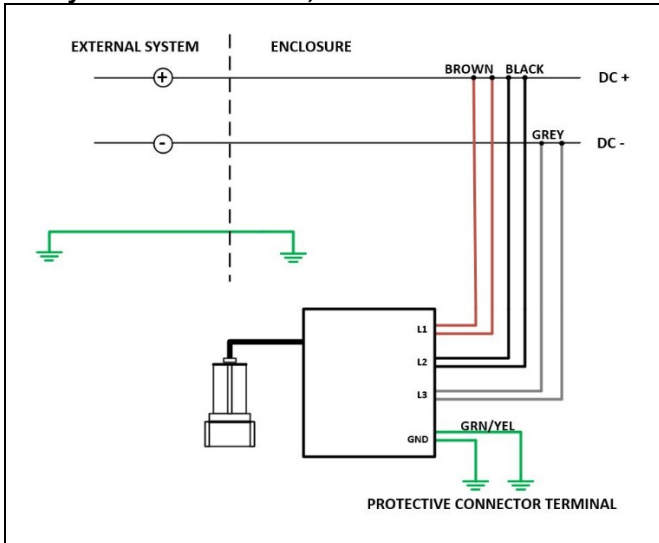 EXTERNAL SYSTEM ENCLOSURE
BROWN BLACK
+ DC +
GREY
- DC -
L1
L2
L3
GRN/YEL
GND
PROTECTIVE CONNECTOR TERMINAL